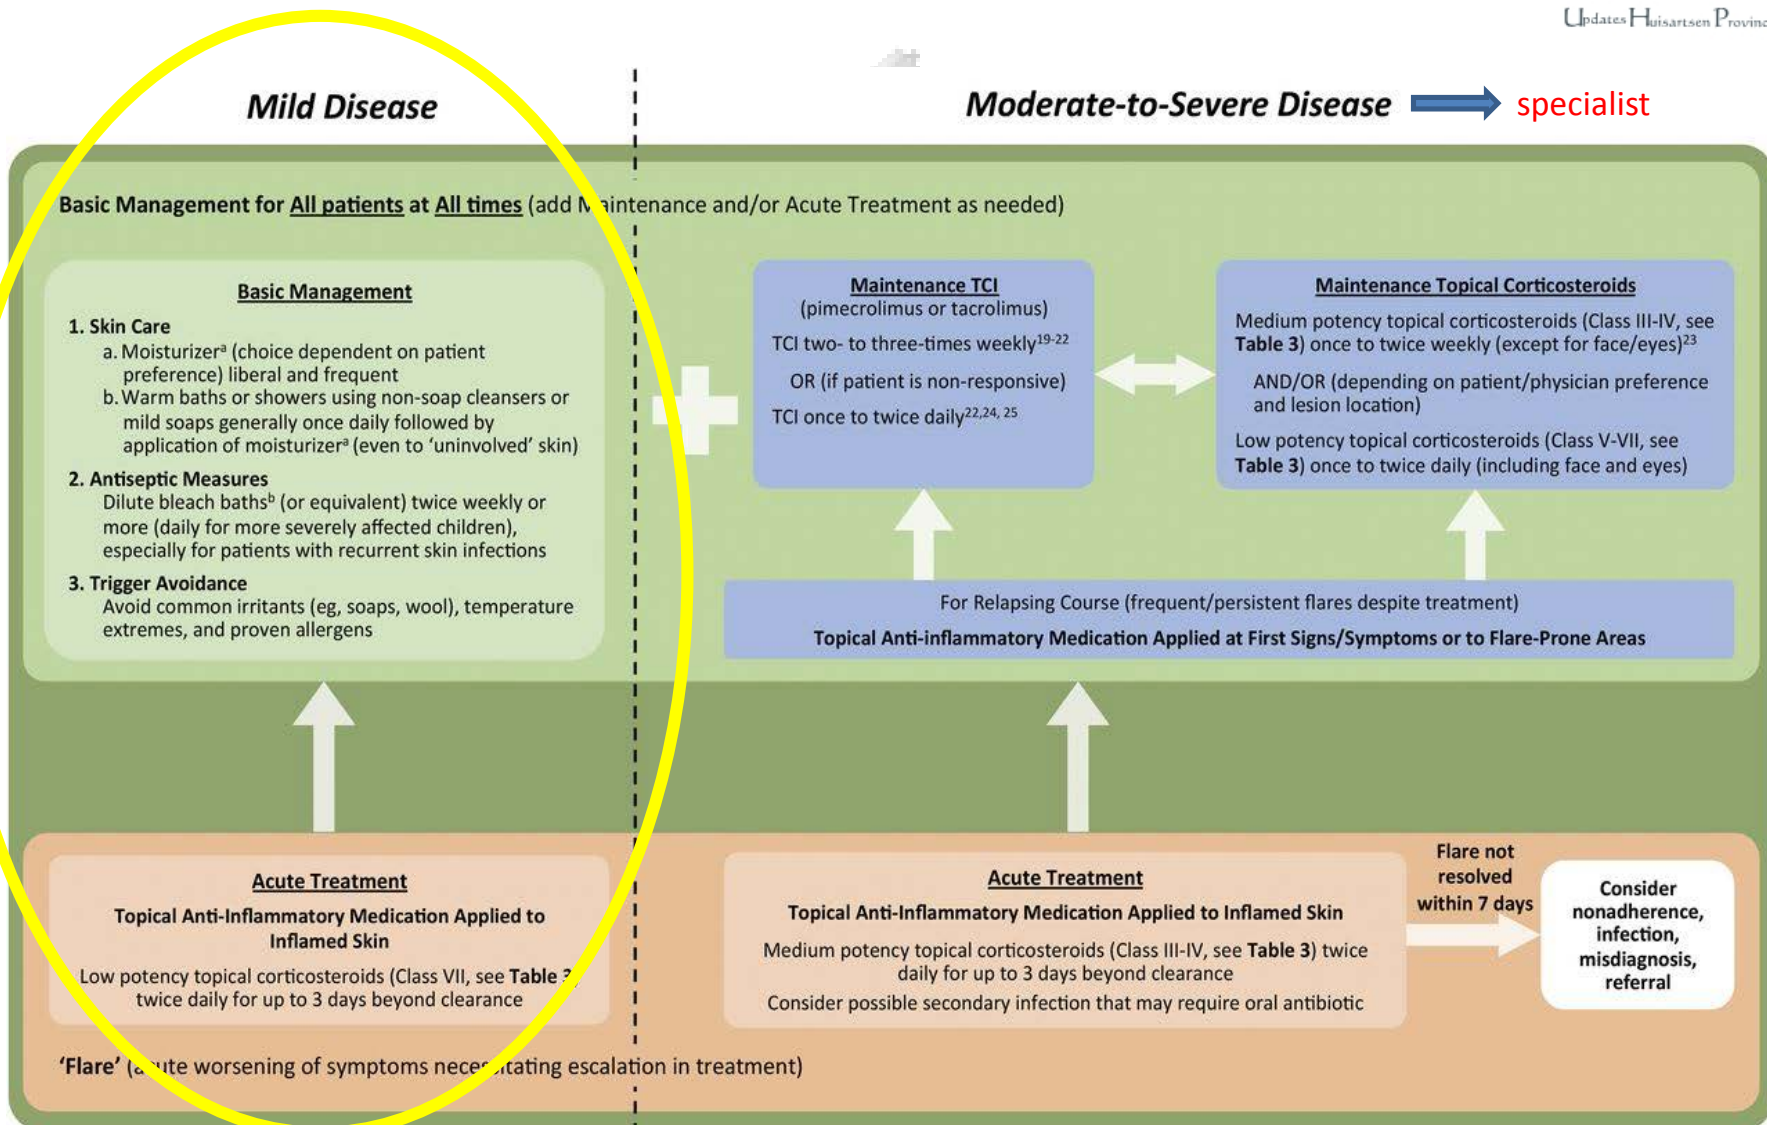 Updates Huisartsen Provinc
Mild Disease
Moderate-to-Severe Disease
specialist
Basic Management for All patients at All times (add Maintenance and/or Acute Treatment as needed)
Basic Management
1. Skin Care
a. Moisturizerᵃ (choice dependent on patient
preference) liberal and frequent
b. Warm baths or showers using non-soap cleansers or
mild soaps generally once daily followed by
application of moisturizerᵃ (even to ‘uninvolved’ skin)
2. Antiseptic Measures
Dilute bleach bathsᵇ (or equivalent) twice weekly or
more (daily for more severely affected children),
especially for patients with recurrent skin infections
3. Trigger Avoidance
Avoid common irritants (eg, soaps, wool), temperature
extremes, and proven allergens
Maintenance TCI
(pimecrolimus or tacrolimus)
TCI two- to three-times weekly¹⁹⁻²²
OR (if patient is non-responsive)
TCI once to twice daily²²,²⁴, ²⁵
Maintenance Topical Corticosteroids
Medium potency topical corticosteroids (Class III-IV, see
Table 3) once to twice weekly (except for face/eyes)²³
AND/OR (depending on patient/physician preference
and lesion location)
Low potency topical corticosteroids (Class V-VII, see
Table 3) once to twice daily (including face and eyes)
For Relapsing Course (frequent/persistent flares despite treatment)
Topical Anti-inflammatory Medication Applied at First Signs/Symptoms or to Flare-Prone Areas
Acute Treatment
Topical Anti-Inflammatory Medication Applied to
Inflamed Skin
Low potency topical corticosteroids (Class VII, see Table 3
twice daily for up to 3 days beyond clearance
Acute Treatment
Topical Anti-Inflammatory Medication Applied to Inflamed Skin
Medium potency topical corticosteroids (Class III-IV, see Table 3) twice
daily for up to 3 days beyond clearance
Consider possible secondary infection that may require oral antibiotic
Flare not
resolved
within 7 days
Consider
nonadherence,
infection,
misdiagnosis,
referral
‘Flare’ (acute worsening of symptoms necessitating escalation in treatment)